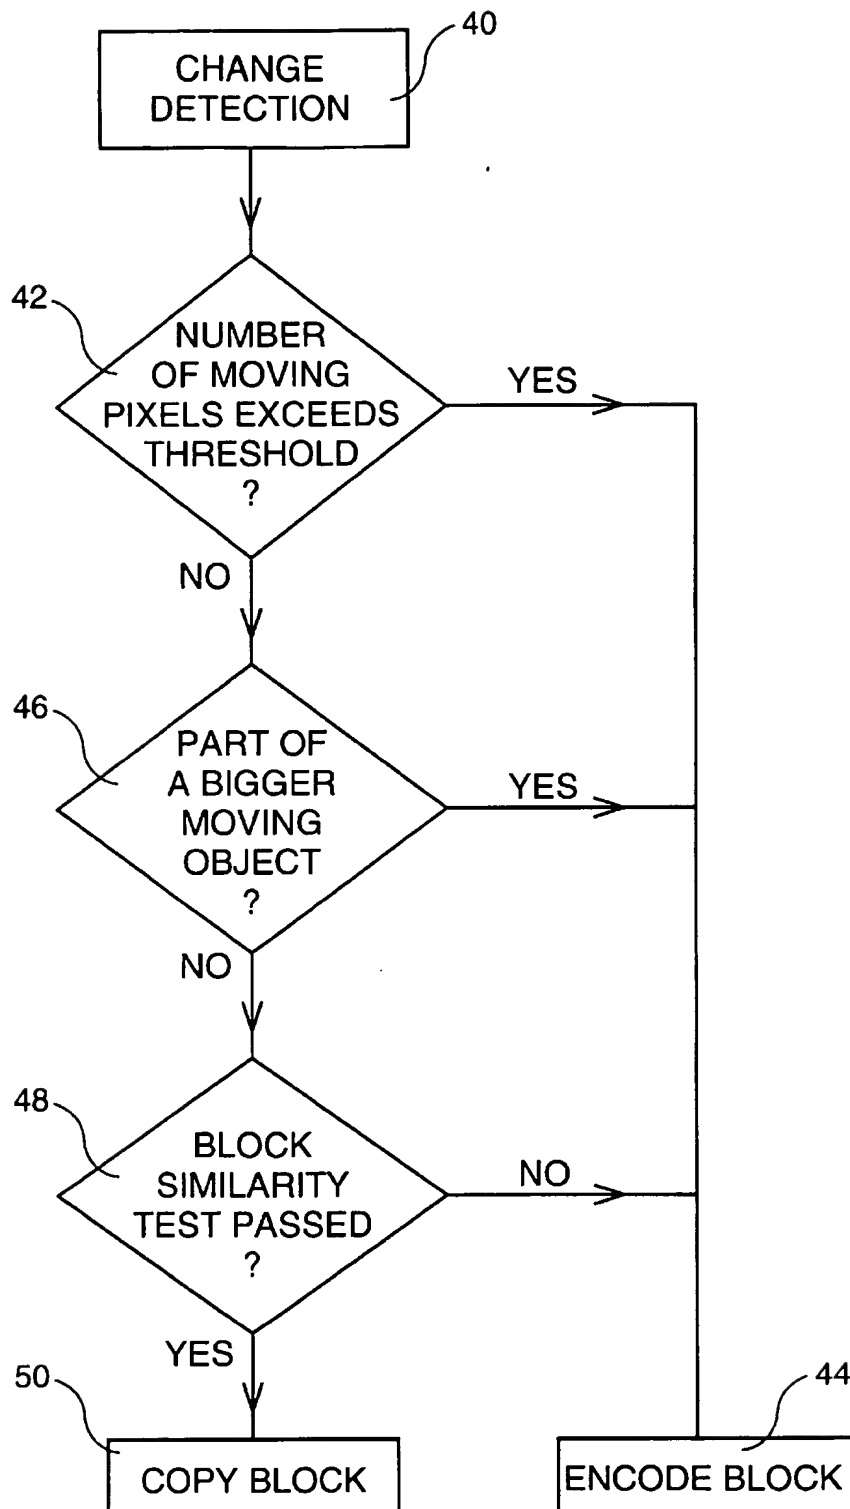 40
CHANGE
DETECTION
42
NUMBER
OF MOVING
PIXELS EXCEEDS
THRESHOLD
?
YES
NO
46
PART OF
A BIGGER
MOVING
OBJECT
?
YES
NO
48
BLOCK
SIMILARITY
TEST PASSED
?
NO
YES
50
COPY BLOCK
44
ENCODE BLOCK